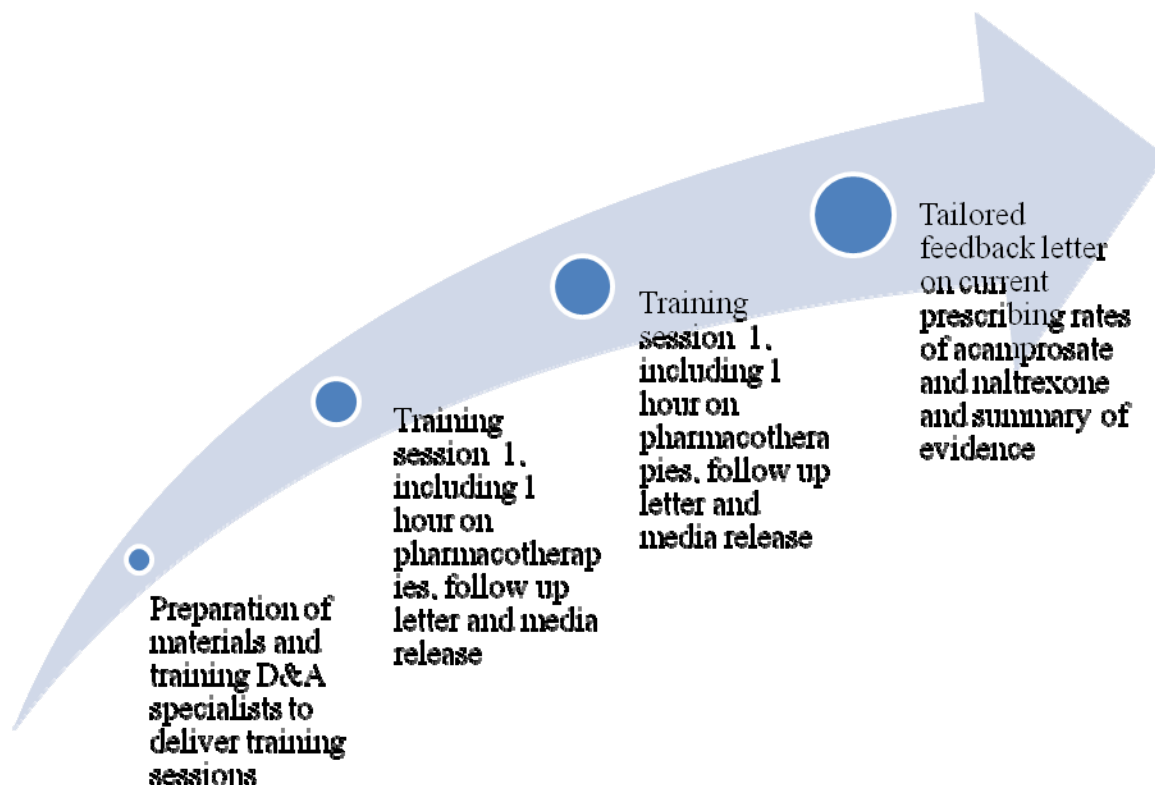 Preparation of
materials and
training D&A
specialists to
deliver training
sessions
Training
session 1,
including 1
hour on
pharmacotherap
ies, follow up
letter and media
release
Training
session 1,
including 1
hour on
pharmacothera
pies, follow up
letter and
media release
Tailored
feedback letter
on current
prescribing rates
of acamprosate
and naltrexone
and summary of
evidence